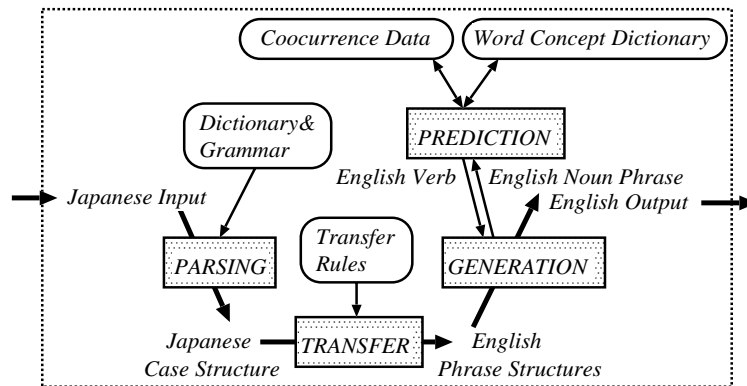 Coocurrence Data
Word Concept Dictionary
Dictionary&
Grammar
PREDICTION
English Verb
English Noun Phrase
Japanese Input
English Output
PARSING
Transfer
Rules
GENERATION
Japanese
Case Structure
TRANSFER
English
Phrase Structures